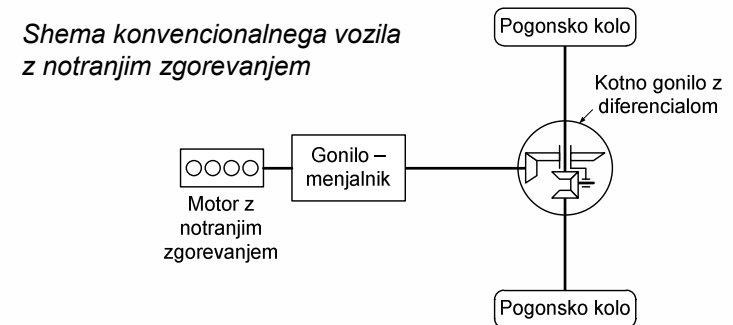 Shema konvencionalnega vozila
z notranjim zgorevanjem
Pogonsko kolo
Kotno gonilo z
diferencialom
Gonilo –
menjalnik
Motor z
notranjim
zgorevanjem
Pogonsko kolo